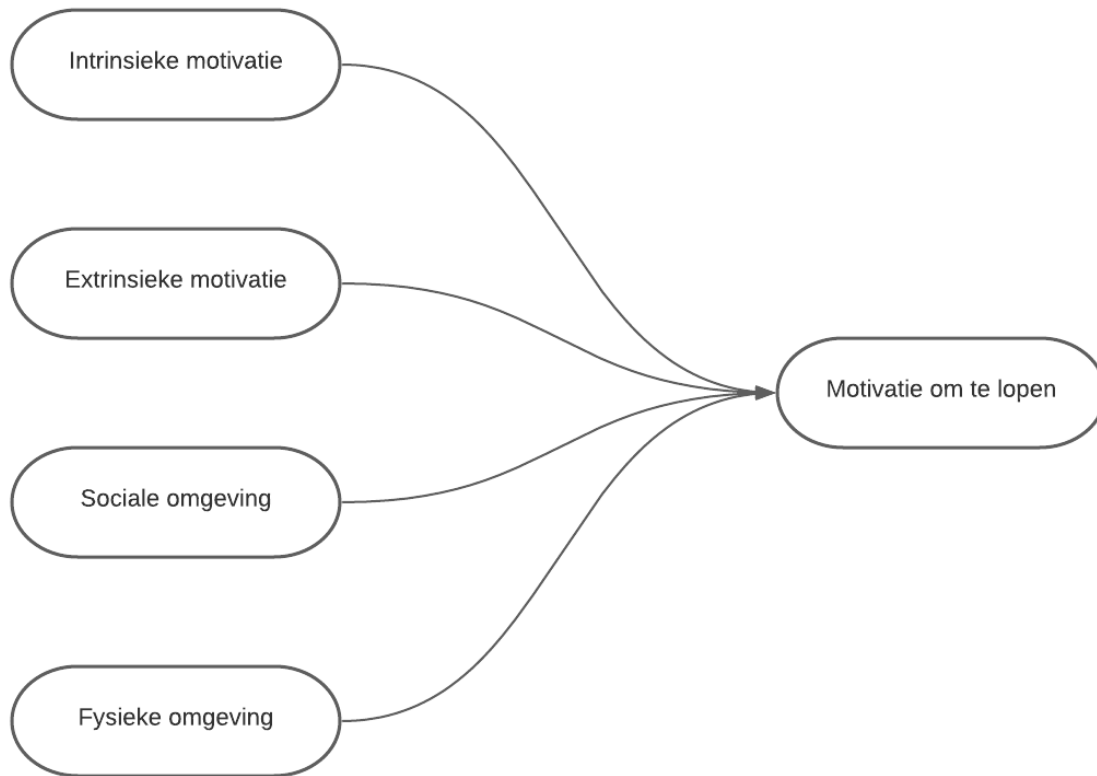 Intrinsieke motivatie
Extrinsieke motivatie
Motivatie om te lopen
Sociale omgeving
Fysieke omgeving